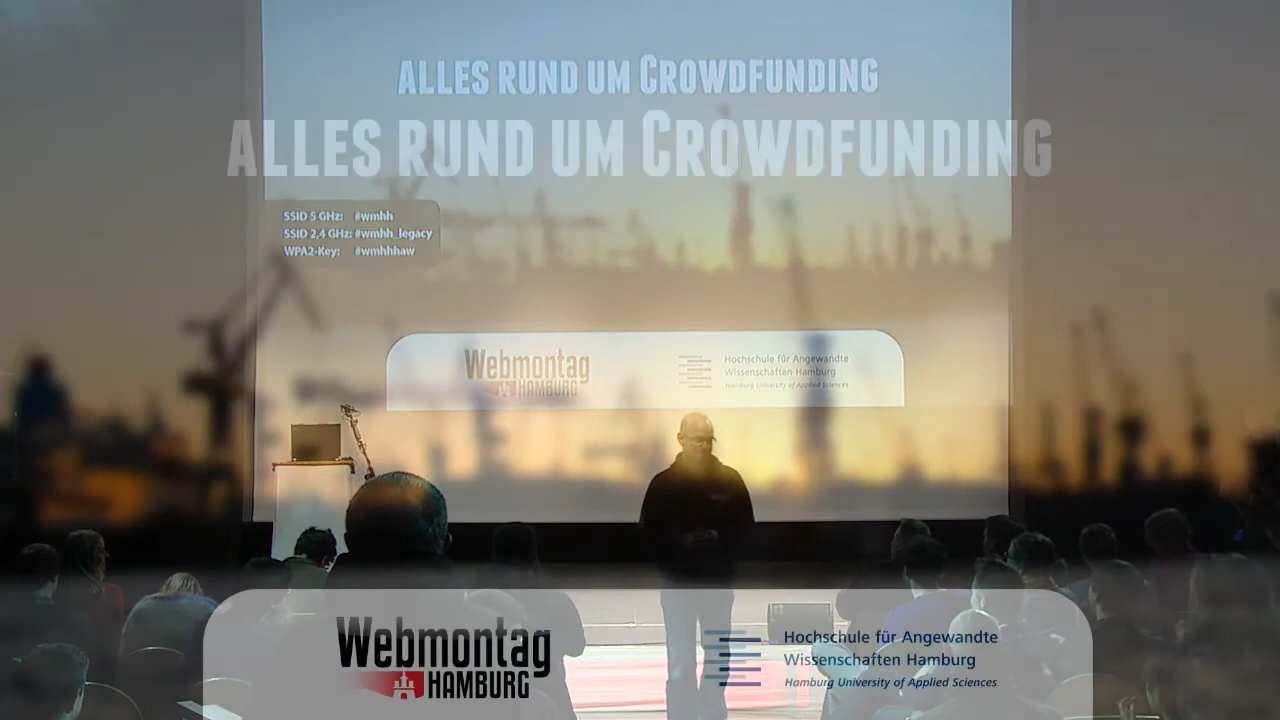 ALLES RUND UM CROWDFUNDING
ALLES RUND UM CROWDFUNDING
SSID 5 GHz: #wmhh
SSID 2,4 GHz: #wmhh_legacy
WPA2-Key: #wmhhhaw
Webmontag
HAMBURG
Hochschule für Angewandte
Wissenschaften Hamburg
Hamburg University of Applied Sciences
Webmontag
HAMBURG
Hochschule für Angewandte
Wissenschaften Hamburg
Hamburg University of Applied Sciences